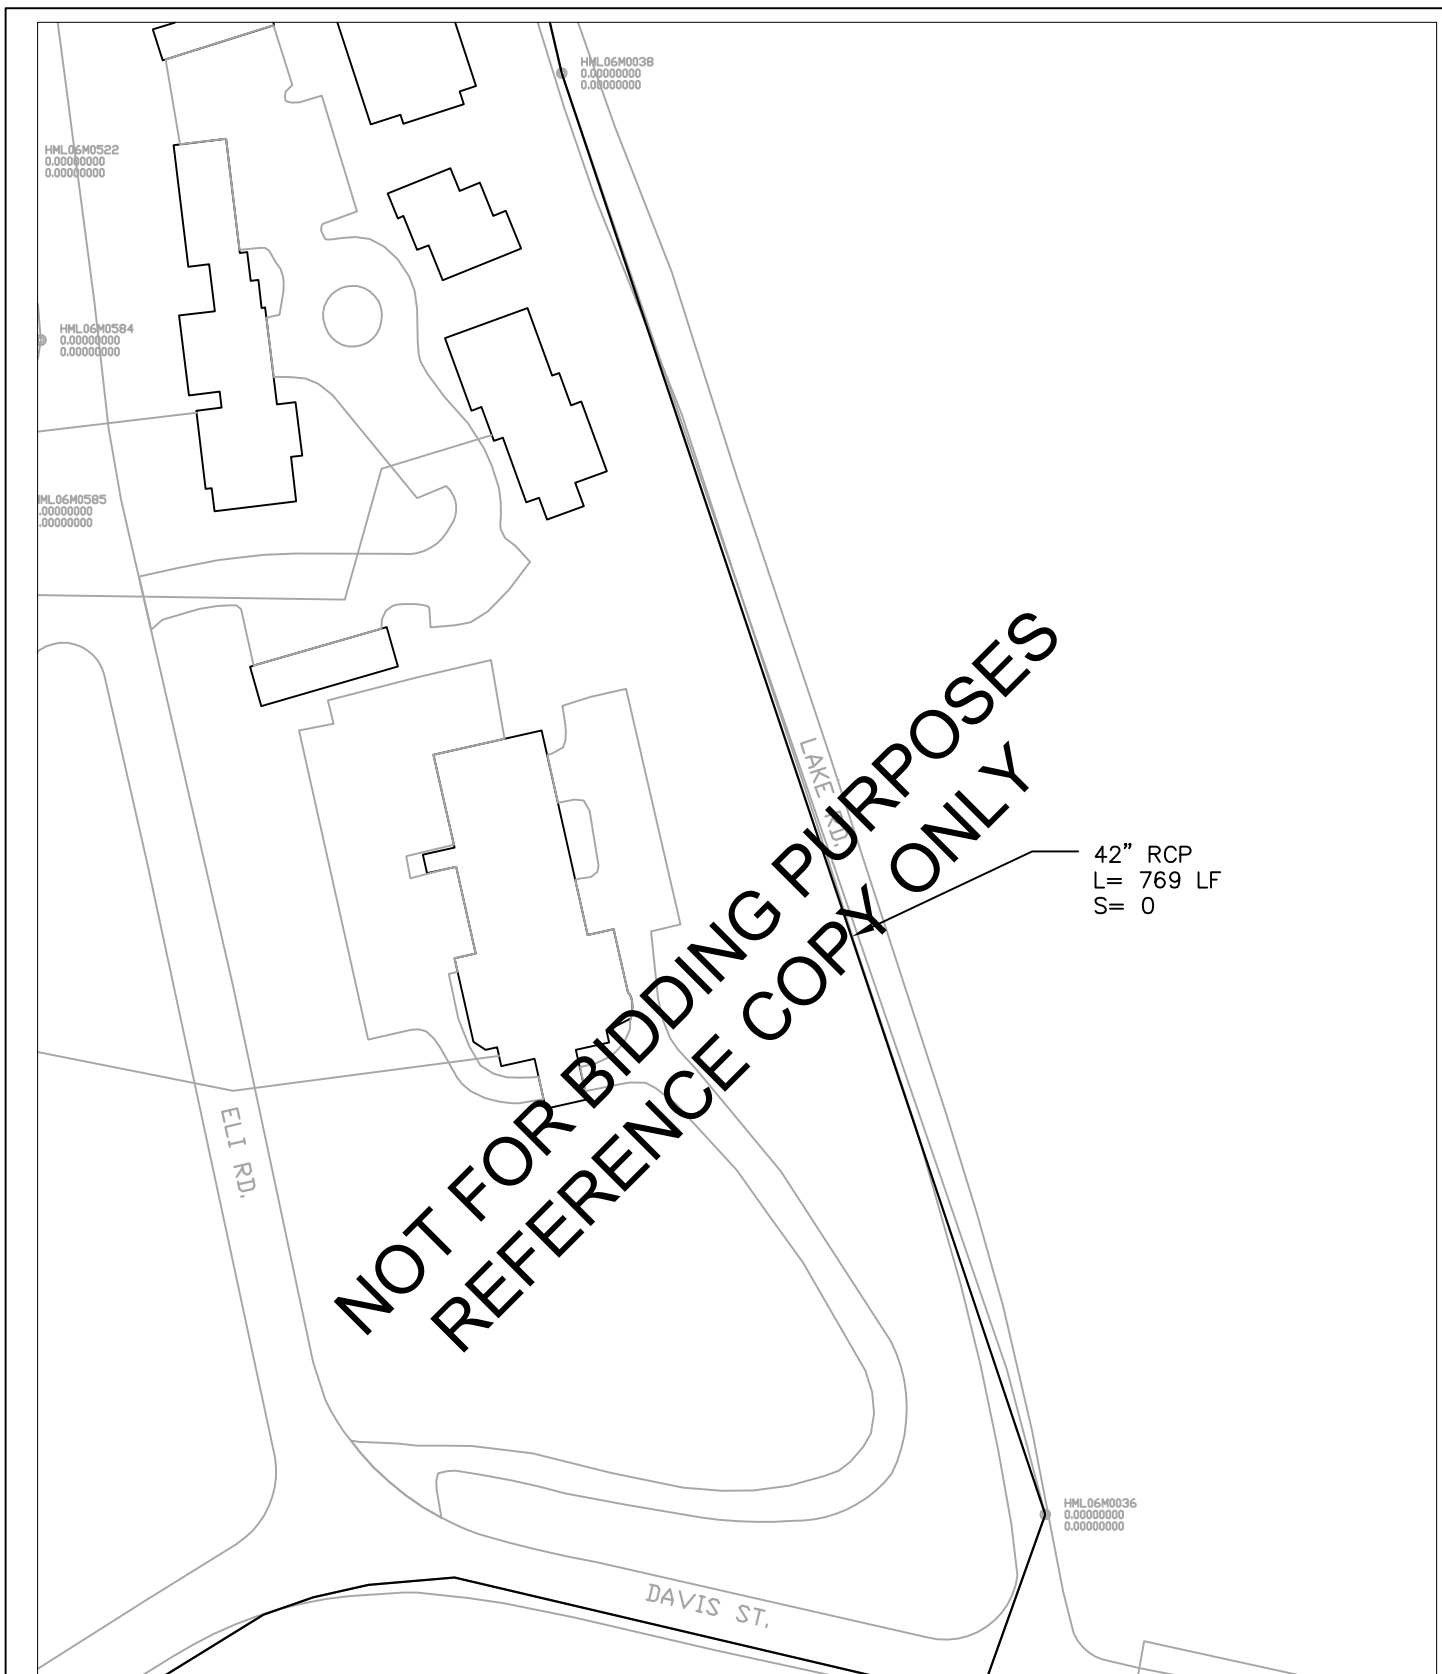 HML06M0038
0.00000000
0.00000000
HML06M0522
0.00000000
0.00000000
HML06M0584
0.00000000
0.00000000
ML06M0585
.00000000
.00000000
LAKE RD.
42” RCP
L= 769 LF
S= 0
NOT FOR BIDDING PURPOSES
REFERENCE COPY ONLY
ELI RD.
HML06M0036
0.00000000
0.00000000
DAVIS ST.